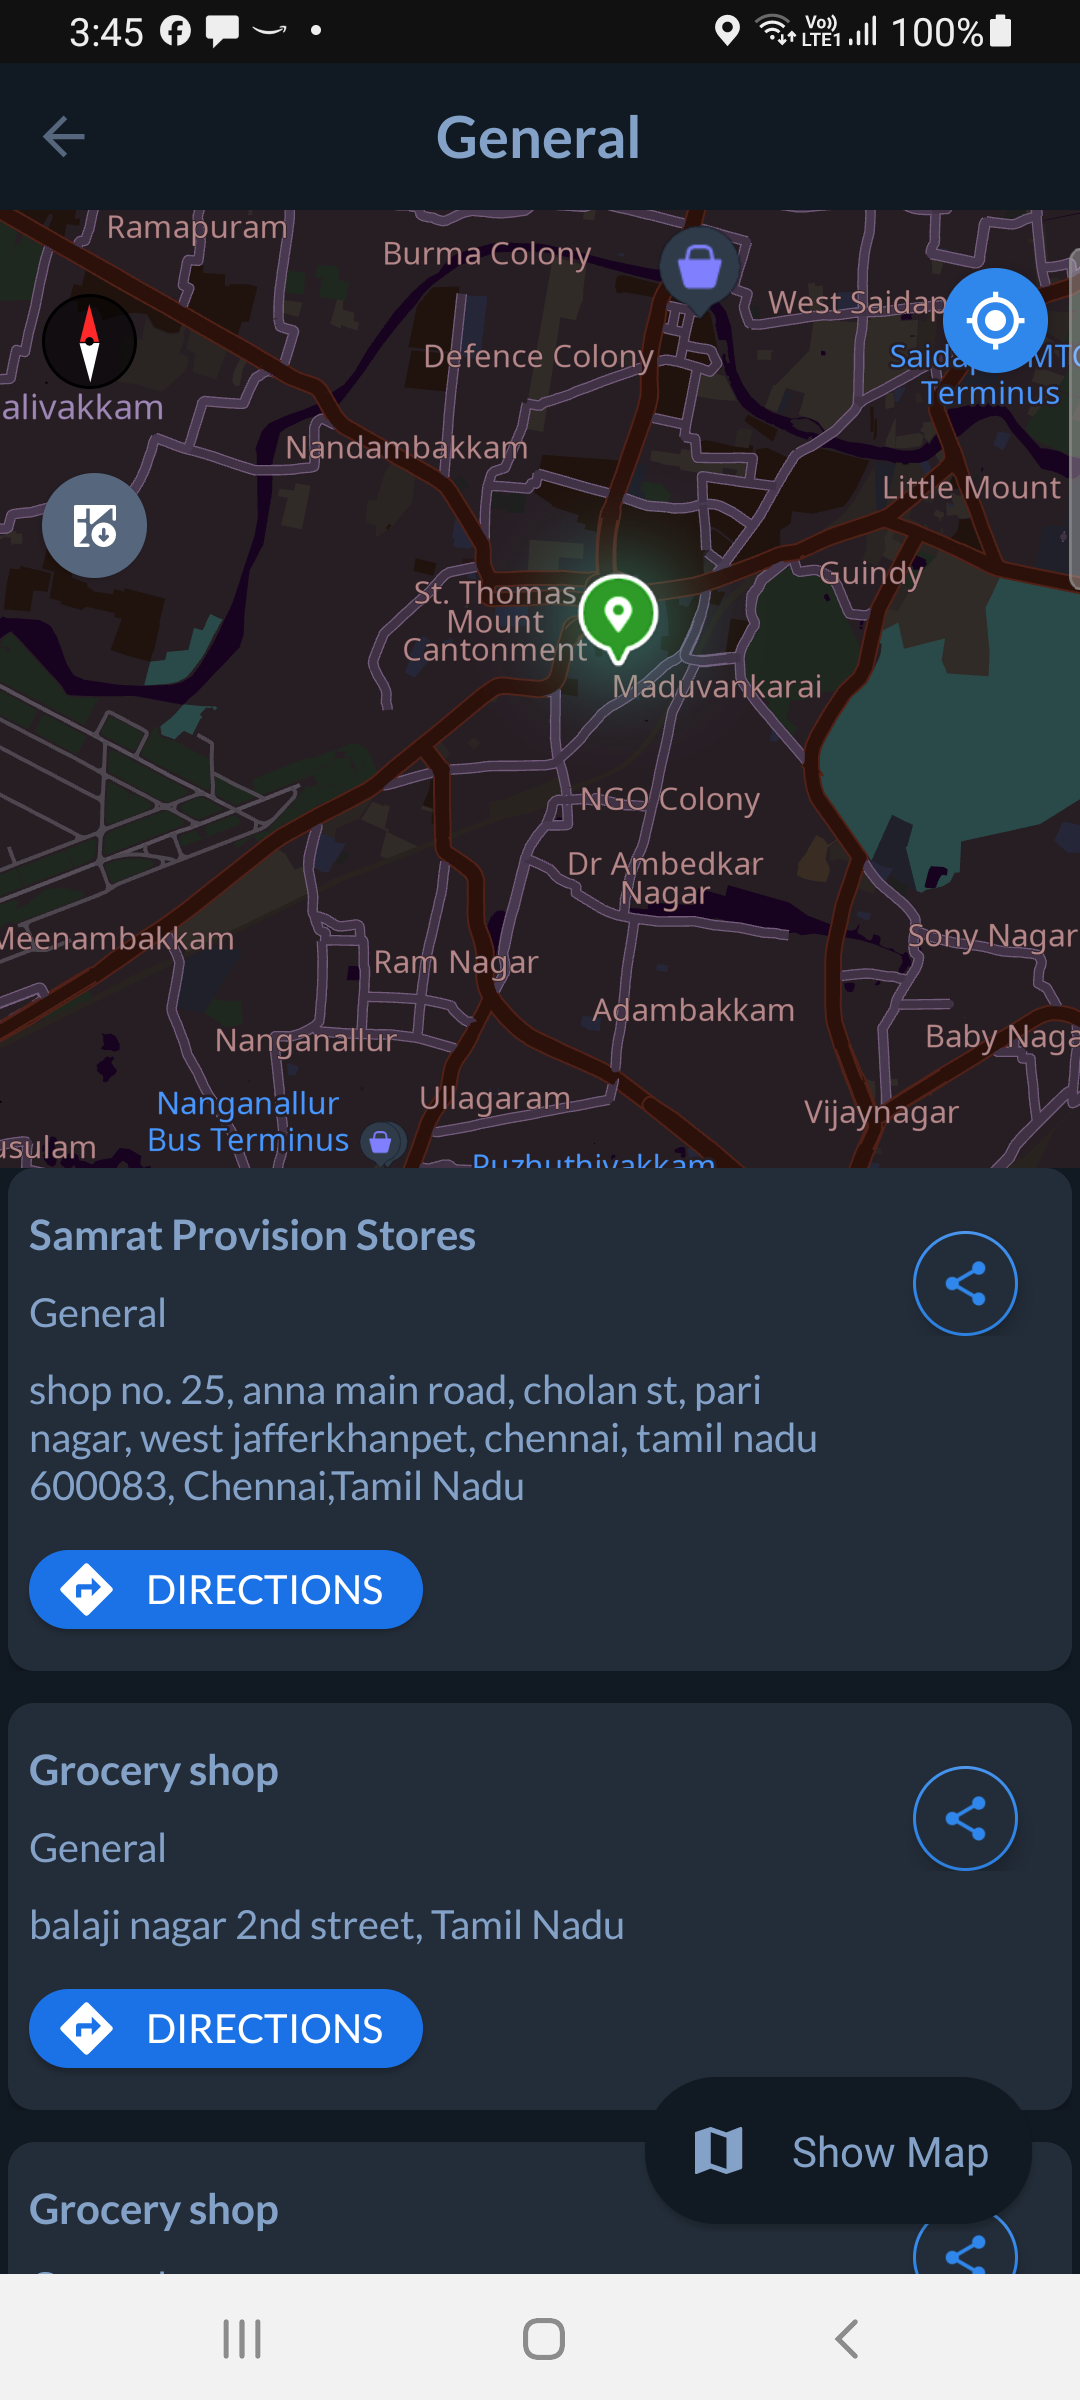 3:45
Vo))
LTE1
100%
General
Ramapuram
Burma Colony
West Saidap
Defence Colony
Terminus
alivakkam
Nandambakkam
Little Mount
Guindy
St. Thomas
Mount
Cantonment
Maduvankarai
NGO Colony
Dr Ambedkar
Nagar
Meenambakkam
Sony Nagar
Ram Nagar
Adambakkam
Nanganallur
Baby Naga
Nanganallur
Bus Terminus
Ullagaram
Vijaynagar
usulam
Puzhuthivakkam
Samrat Provision Stores
General
shop no. 25, anna main road, cholan st, pari
nagar, west jafferkhanpet, chennai, tamil nadu
600083, Chennai,Tamil Nadu
DIRECTIONS
Grocery shop
General
balaji nagar 2nd street, Tamil Nadu
DIRECTIONS
Show Map
Grocery shop